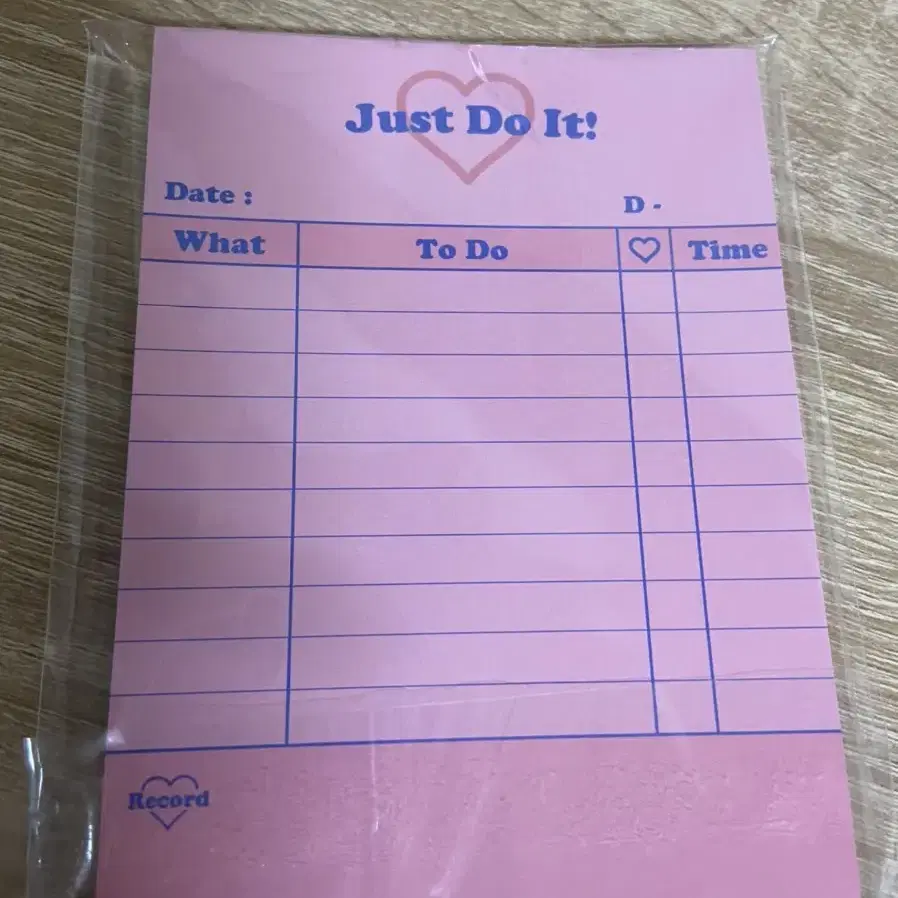 Just Do It!
Date :
D -
What To Do ♡ Time
Record